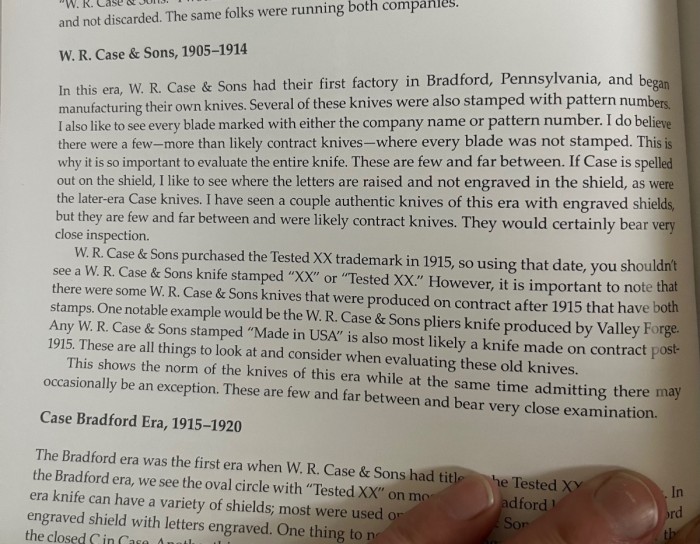 "W. R. Case &
and not discarded. The same folks were running both companies.
W. R. Case & Sons, 1905–1914
In this era, W. R. Case & Sons had their first factory in Bradford, Pennsylvania, and began
manufacturing their own knives. Several of these knives were also stamped with pattern numbers.
I also like to see every blade marked with either the company name or pattern number. I do believe
there were a few—more than likely contract knives—where every blade was not stamped. This is
why it is so important to evaluate the entire knife. These are few and far between. If Case is spelled
out on the shield, I like to see where the letters are raised and not engraved in the shield, as were
the later-era Case knives. I have seen a couple authentic knives of this era with engraved shields,
but they are few and far between and were likely contract knives. They would certainly bear very
close inspection.
W. R. Case & Sons purchased the Tested XX trademark in 1915, so using that date, you shouldn't
see a W. R. Case & Sons knife stamped "XX" or "Tested XX." However, it is important to note that
there were some W. R. Case & Sons knives that were produced on contract after 1915 that have both
stamps. One notable example would be the W. R. Case & Sons pliers knife produced by Valley Forge.
Any W. R. Case & Sons stamped "Made in USA" is also most likely a knife made on contract post-
1915. These are all things to look at and consider when evaluating these old knives.
This shows the norm of the knives of this era while at the same time admitting there may
occasionally be an exception. These are few and far between and bear very close examination.
Case Bradford Era, 1915–1920
The Bradford era was the first era when W. R. Case & Sons had title he Tested XX In
the Bradford era, we see the oval circle with "Tested XX" on mo adford ord
era knife can have a variety of shields; most were used or Son th
engraved shield with letters engraved. One thing to n
the closed C in Case